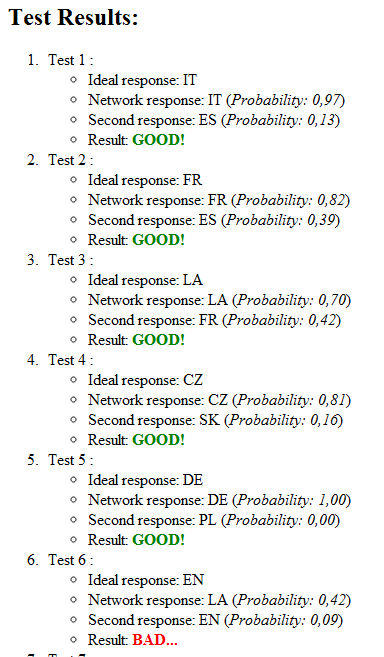 Test Results:
1. Test 1 :
Ideal response: IT
Network response: IT (Probability: 0,97)
Second response: ES (Probability: 0,13)
Result: GOOD!
2. Test 2 :
Ideal response: FR
Network response: FR (Probability: 0,82)
Second response: ES (Probability: 0,39)
Result: GOOD!
3. Test 3 :
Ideal response: LA
Network response: LA (Probability: 0,70)
Second response: FR (Probability: 0,42)
Result: GOOD!
4. Test 4 :
Ideal response: CZ
Network response: CZ (Probability: 0,81)
Second response: SK (Probability: 0,16)
Result: GOOD!
5. Test 5 :
Ideal response: DE
Network response: DE (Probability: 1,00)
Second response: PL (Probability: 0,00)
Result: GOOD!
6. Test 6 :
Ideal response: EN
Network response: LA (Probability: 0,42)
Second response: EN (Probability: 0,09)
Result: BAD...